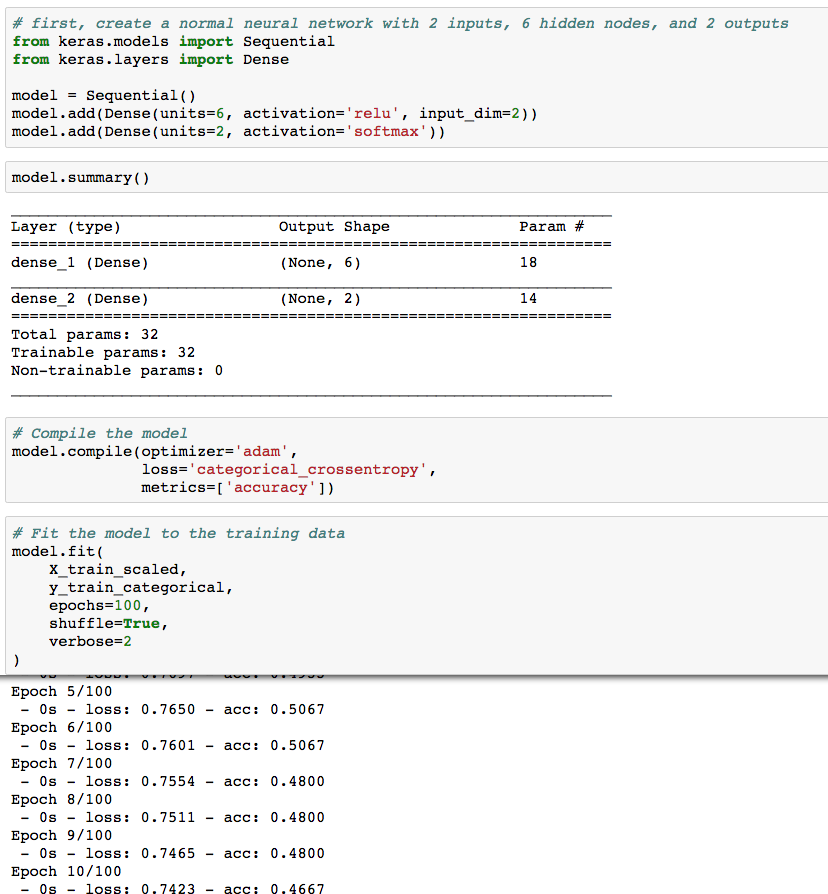 # first, create a normal neural network with 2 inputs, 6 hidden nodes, and 2 outputs
from keras.models import Sequential
from keras.layers import Dense
model = Sequential()
model.add(Dense(units=6, activation='relu', input_dim=2))
model.add(Dense(units=2, activation='softmax'))
model.summary()
Layer (type) Output Shape Param #
=================================================================
dense_1 (Dense) (None, 6) 18
dense_2 (Dense) (None, 2) 14
=================================================================
Total params: 32
Trainable params: 32
Non-trainable params: 0
# Compile the model
model.compile(optimizer='adam',
loss='categorical_crossentropy',
metrics=['accuracy'])
# Fit the model to the training data
model.fit(
X_train_scaled,
y_train_categorical,
epochs=100,
shuffle=True,
verbose=2
)
Epoch 5/100
- 0s - loss: 0.7650 - acc: 0.5067
Epoch 6/100
- 0s - loss: 0.7601 - acc: 0.5067
Epoch 7/100
- 0s - loss: 0.7554 - acc: 0.4800
Epoch 8/100
- 0s - loss: 0.7511 - acc: 0.4800
Epoch 9/100
- 0s - loss: 0.7465 - acc: 0.4800
Epoch 10/100
- 0s - loss: 0.7423 - acc: 0.4667